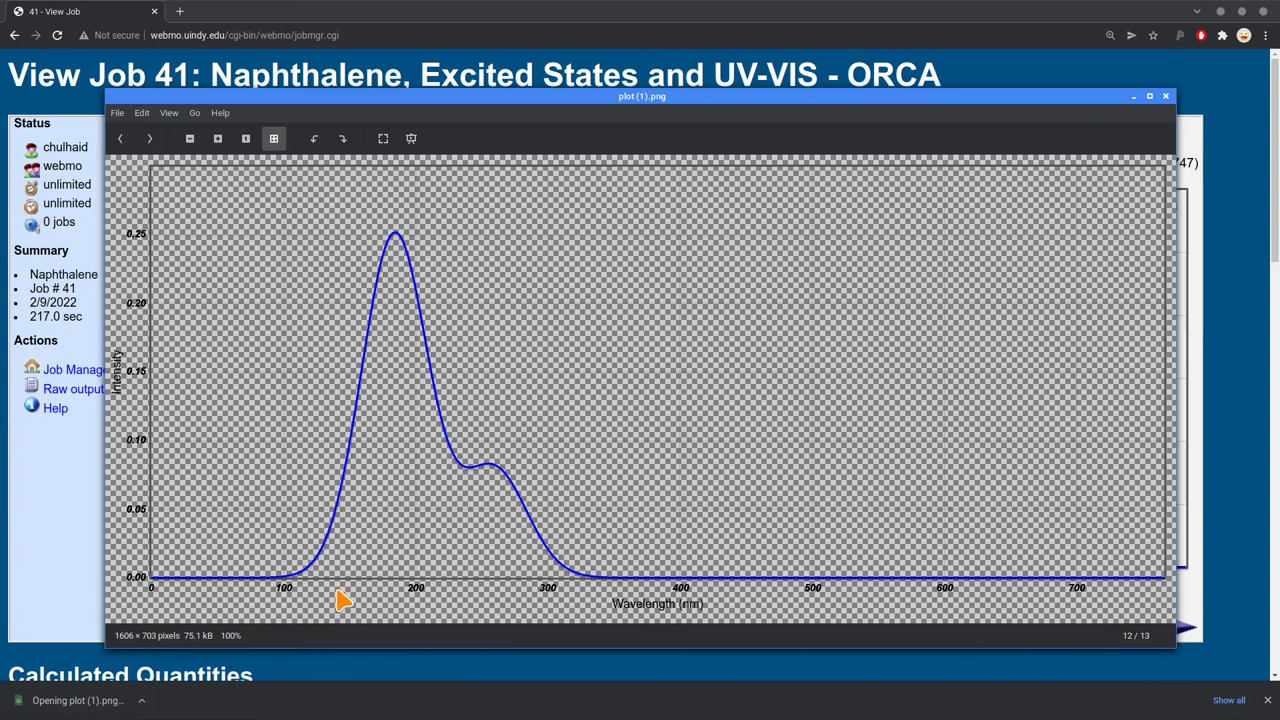 41 - View Job
Not secure webmo.uindy.edu/cgi-bin/webmo/jobmgr.cgi
View Job 41: Naphthalene, Excited States and UV-VIS - ORCA
plot (1).png
File Edit View Go Help
Status
chulhaid
webmo
unlimited
unlimited
0 jobs
Summary
Naphthalene
Job # 41
2/9/2022
217.0 sec
Actions
Job Manag
Raw output
Help
747)
0.25
0.20
0.15
0.10
0.05
0.00
Intensity
0 100 200 300 400 500 600 700
Wavelength (nm)
1606 × 703 pixels 75.1 kB 100%
12 / 13
Calculated Quantities
Opening plot (1).png...
Show all